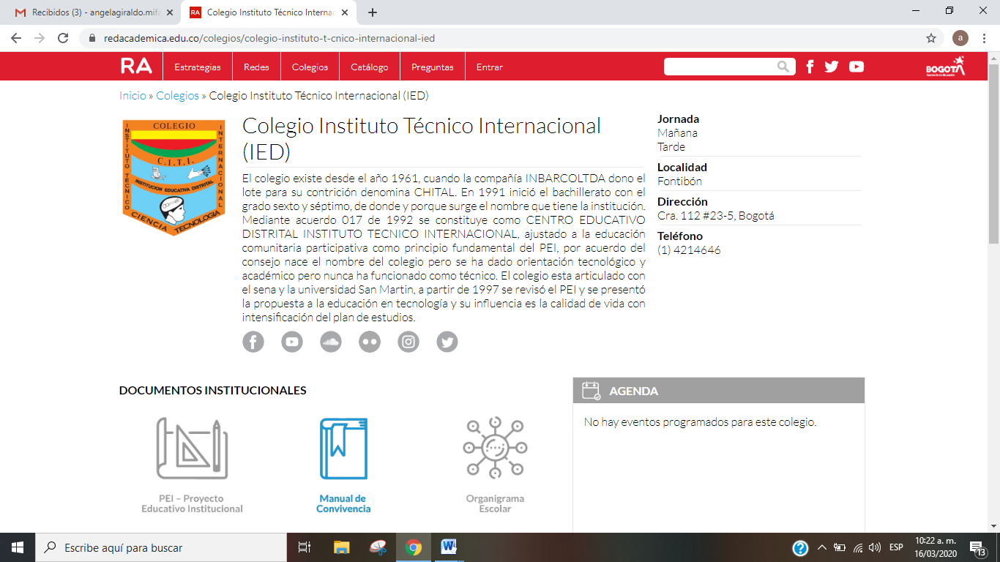 Recibidos (3) - angelagiraldo.mifa
Colegio Instituto Técnico Internac
redacademica.edu.co/colegios/colegio-instituto-t-cnico-internacional-ied
a
RA
Estrategias
Redes
Colegios
Catálogo
Preguntas
Entrar
BOGOTÁ
Inicio » Colegios » Colegio Instituto Técnico Internacional (IED)
COLEGIO
INSTITUTO TECNICO
INTERNACIONAL
C.I.T.I.
INSTITUCION EDUCATIVA DISTRITAL
CIENCIA TECNOLOGIA
Colegio Instituto Técnico Internacional
(IED)
El colegio existe desde el año 1961, cuando la compañía INBARCOLTDA dono el
lote para su contrición denomina CHITAL. En 1991 inició el bachillerato con el
grado sexto y séptimo, de donde y porque surge el nombre que tiene la institución.
Mediante acuerdo 017 de 1992 se constituye como CENTRO EDUCATIVO
DISTRITAL INSTITUTO TECNICO INTERNACIONAL, ajustado a la educación
comunitaria participativa como principio fundamental del PEI, por acuerdo del
consejo nace el nombre del colegio pero se ha dado orientación tecnológico y
académico pero nunca ha funcionado como técnico. El colegio esta articulado con
el sena y la universidad San Martin, a partir de 1997 se revisó el PEI y se presentó
la propuesta a la educación en tecnología y su influencia es la calidad de vida con
intensificación del plan de estudios.
Jornada
Mañana
Tarde
Localidad
Fontibón
Dirección
Cra. 112 #23-5, Bogotá
Teléfono
(1) 4214646
DOCUMENTOS INSTITUCIONALES
PEI – Proyecto
Educativo Institucional
Manual de
Convivencia
Organigrama
Escolar
AGENDA
No hay eventos programados para este colegio.
Escribe aquí para buscar
ESP
10:22 a. m.
16/03/2020
13